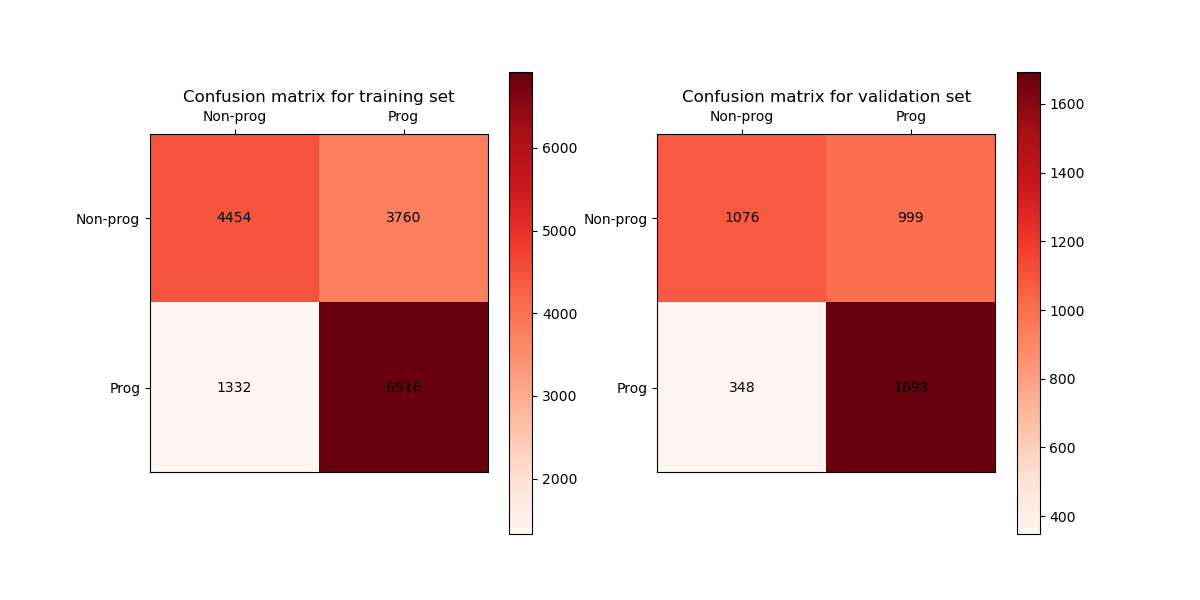 Confusion matrix for training set
Non-prog Prog
Non-prog 4454 3760
Prog 1332 6916
6000
5000
4000
3000
2000
Confusion matrix for validation set
Non-prog Prog
Non-prog 1076 999
Prog 348 1693
1600
1400
1200
1000
800
600
400